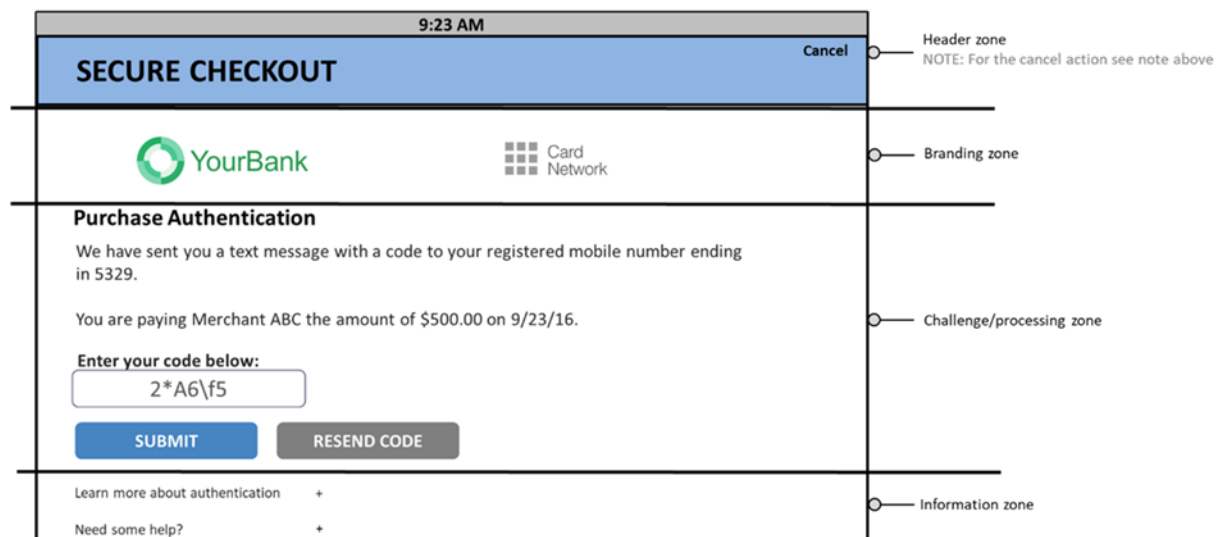 9:23 AM
SECURE CHECKOUT
Cancel
Header zone
NOTE: For the cancel action see note above
YourBank
Card
Network
Branding zone
Purchase Authentication
We have sent you a text message with a code to your registered mobile number ending
in 5329.
You are paying Merchant ABC the amount of $500.00 on 9/23/16.
Challenge/processing zone
Enter your code below:
2*A6\f5
SUBMIT
RESEND CODE
Learn more about authentication +
Information zone
Need some help? +